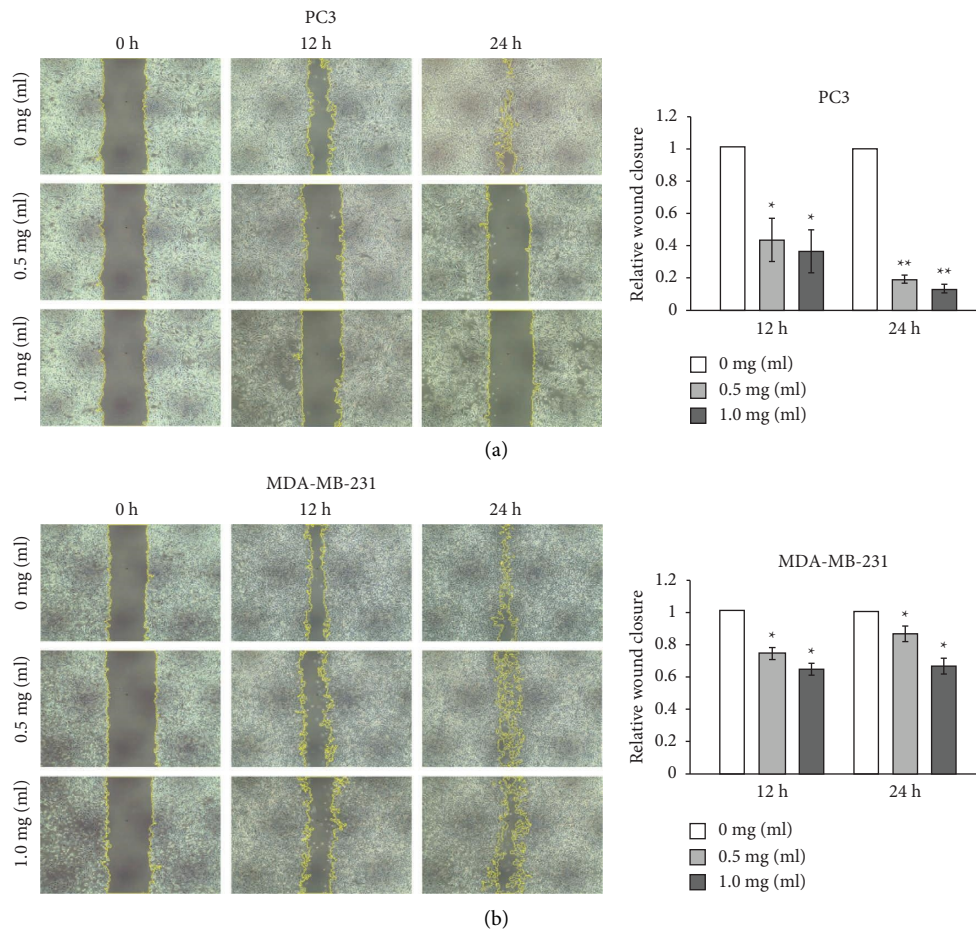 PC3
0 h
12 h
24 h
0 mg (ml)
0.5 mg (ml)
1.0 mg (ml)
PC3
Relative wound closure
1.2
1
0.8
0.6
0.4
0.2
0
*
*
**
**
12 h
24 h
0 mg (ml)
0.5 mg (ml)
1.0 mg (ml)
(a)
MDA-MB-231
0 h
12 h
24 h
0 mg (ml)
0.5 mg (ml)
1.0 mg (ml)
MDA-MB-231
Relative wound closure
1.2
1
0.8
0.6
0.4
0.2
0
*
*
*
*
12 h
24 h
0 mg (ml)
0.5 mg (ml)
1.0 mg (ml)
(b)